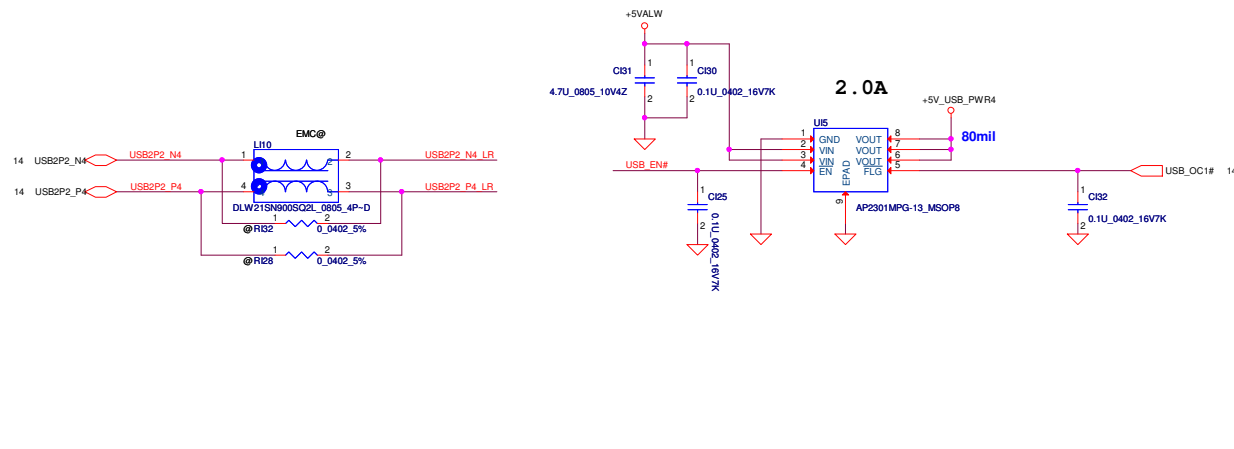 EMC@
LI10
14 USB2P2_N4
USB2P2_N4
1
2
2
USB2P2_N4_LR
14 USB2P2_P4
USB2P2_P4
4
3
3
USB2P2_P4_LR
DLW21SN900SQ2L_0805_4P~D
1
2
@RI32
0_0402_5%
1
2
@RI28
0_0402_5%
+5VALW
1
CI31
2
4.7U_0805_10V4Z
1
CI30
2
0.1U_0402_16V7K
2.0A
+5V_USB_PWR4
80mil
UI5
1
GND
VOUT
8
2
VIN
VOUT
7
3
VIN
VOUT
6
4
EN
FLG
5
EPAD
9
AP2301MPG-13_MSOP8
USB_EN#
1
CI25
2
0.1U_0402_16V7K
USB_OC1#
1
CI32
2
0.1U_0402_16V7K